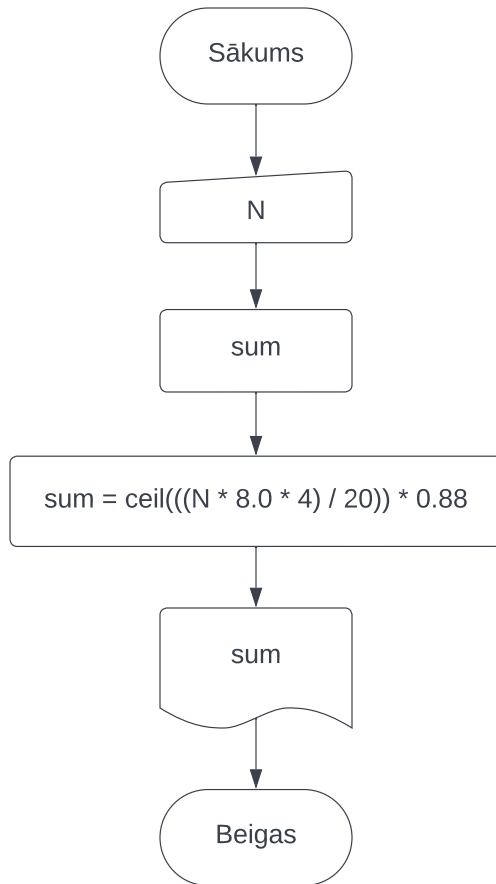 Sākums
N
sum
sum = ceil(((N * 8.0 * 4) / 20)) * 0.88
sum
Beigas